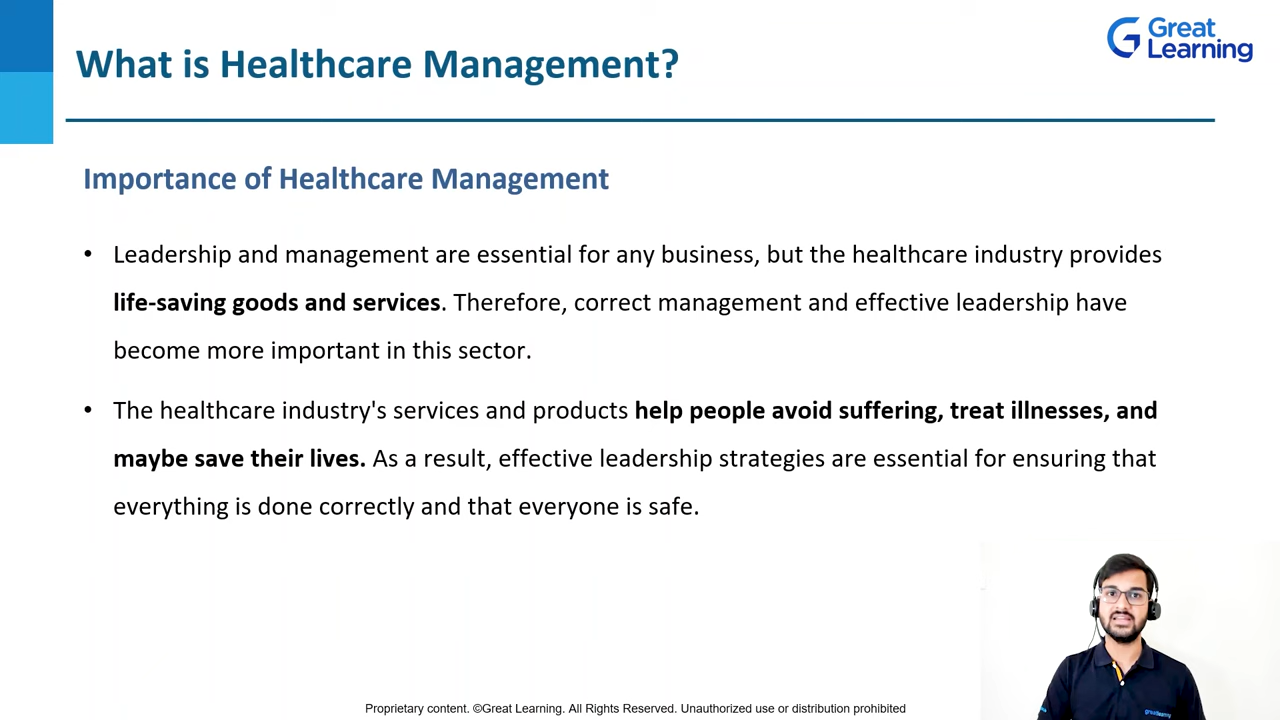 What is Healthcare Management?
Great
Learning
Importance of Healthcare Management
• Leadership and management are essential for any business, but the healthcare industry provides
life-saving goods and services. Therefore, correct management and effective leadership have
become more important in this sector.
• The healthcare industry's services and products help people avoid suffering, treat illnesses, and
maybe save their lives. As a result, effective leadership strategies are essential for ensuring that
everything is done correctly and that everyone is safe.
greatlearning
Proprietary content. ©Great Learning. All Rights Reserved. Unauthorized use or distribution prohibited